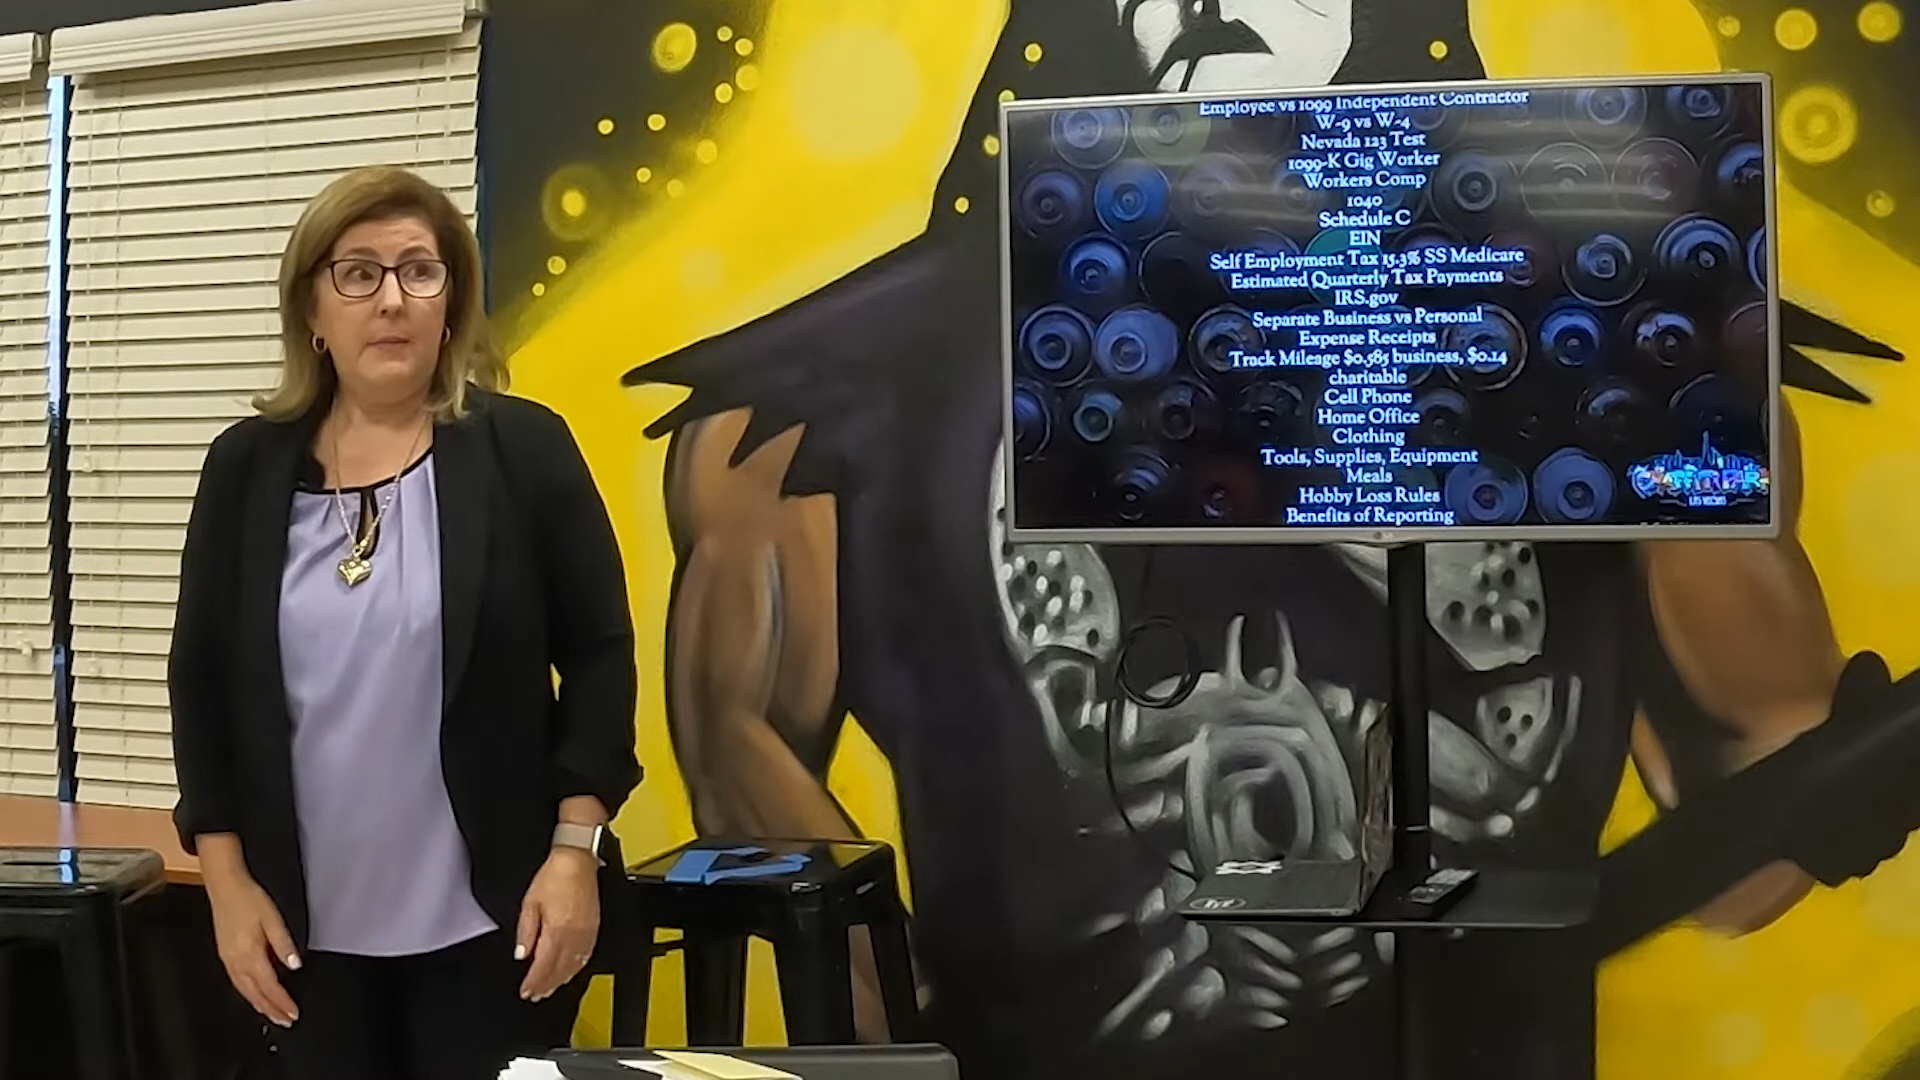 Employee vs 1099 Independent Contractor
W-9 vs W-4
Nevada 123 Test
1099-K Gig Worker
Workers Comp
1040
Schedule C
EIN
Self Employment Tax 15.3% SS Medicare
Estimated Quarterly Tax Payments
IRS.gov
Separate Business vs Personal
Expense Receipts
Track Mileage $0.585 business, $0.14
charitable
Cell Phone
Home Office
Clothing
Tools, Supplies, Equipment
Meals
Hobby Loss Rules
Benefits of Reporting
LAS VEGAS
LG